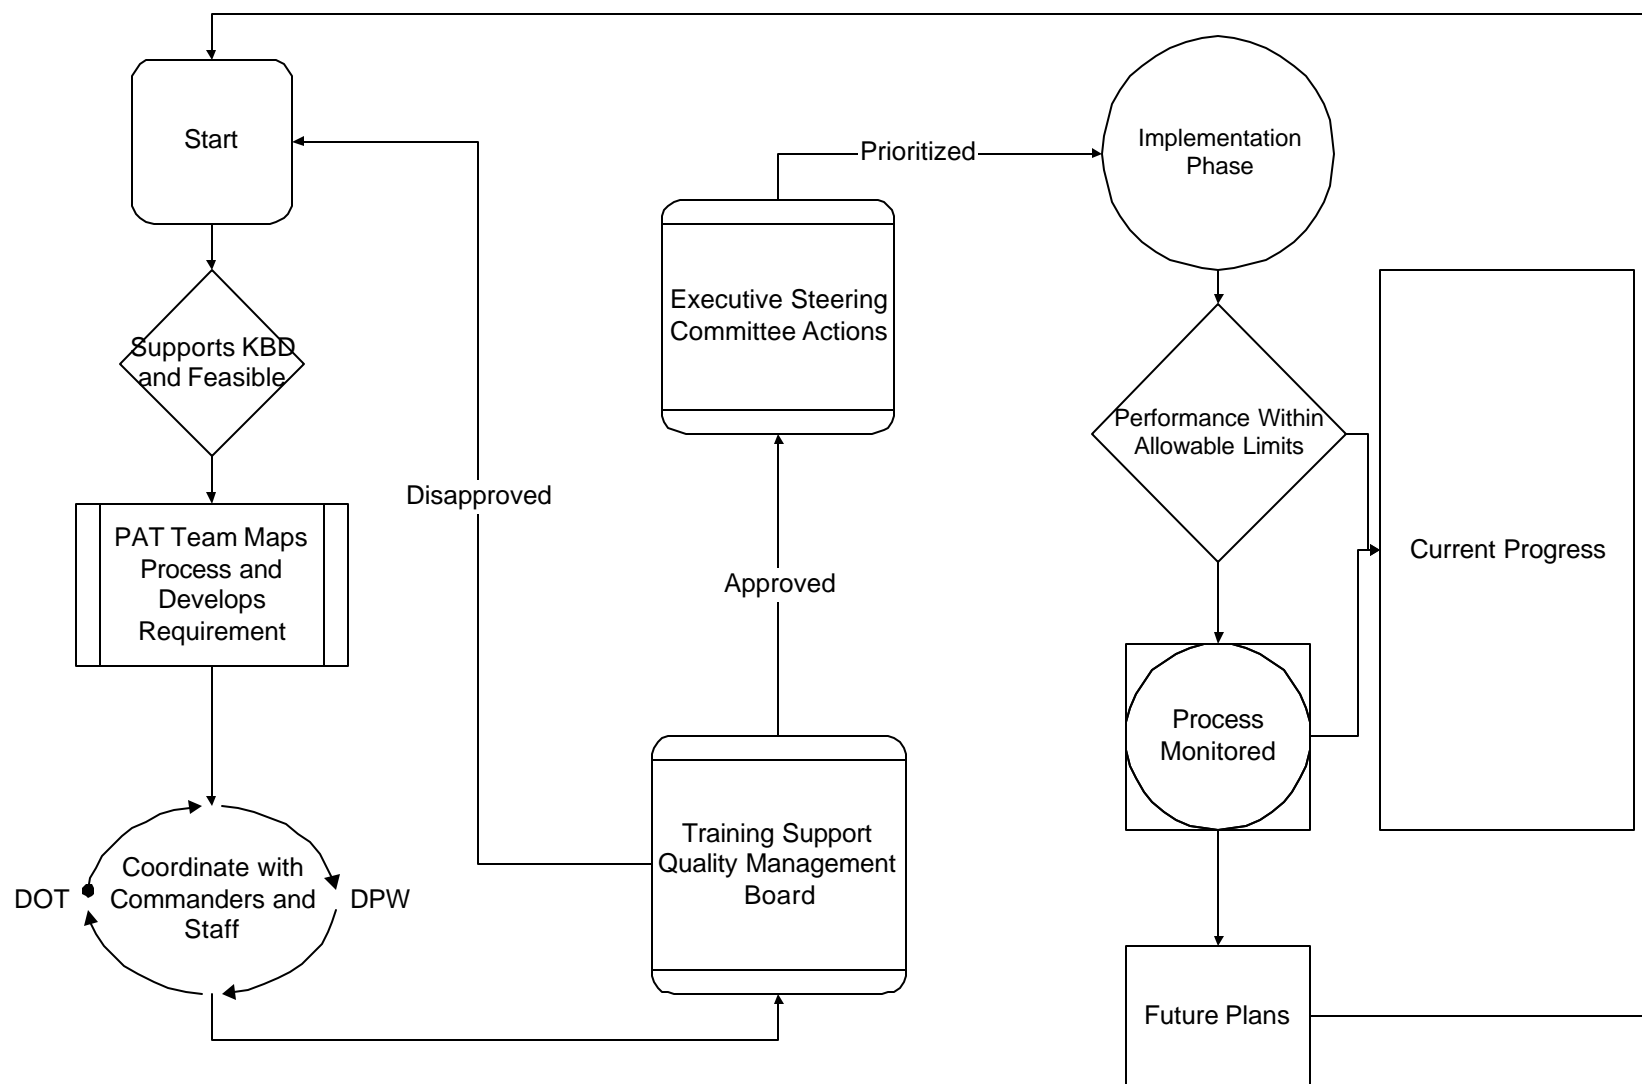 Start
Supports KBD
and Feasible
PAT Team Maps
Process and
Develops
Requirement
DOT
Coordinate with
Commanders and
Staff
DPW
Disapproved
Prioritized
Executive Steering
Committee Actions
Approved
Training Support
Quality Management
Board
Implementation
Phase
Performance Within
Allowable Limits
Current Progress
Process
Monitored
Future Plans